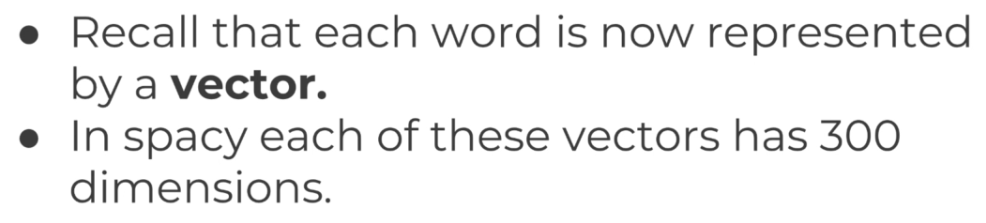 ● Recall that each word is now represented
by a vector.
● In spacy each of these vectors has 300
dimensions.